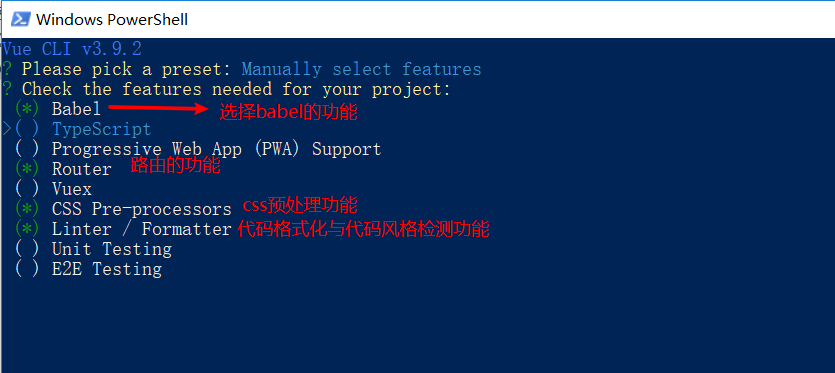 Windows PowerShell
Vue CLI v3.9.2
? Please pick a preset: Manually select features
? Check the features needed for your project:
(*) Babel 选择babel的功能
>( ) TypeScript
( ) Progressive Web App (PWA) Support
(*) Router 路由的功能
( ) Vuex
(*) CSS Pre-processors css预处理功能
(*) Linter / Formatter 代码格式化与代码风格检测功能
( ) Unit Testing
( ) E2E Testing